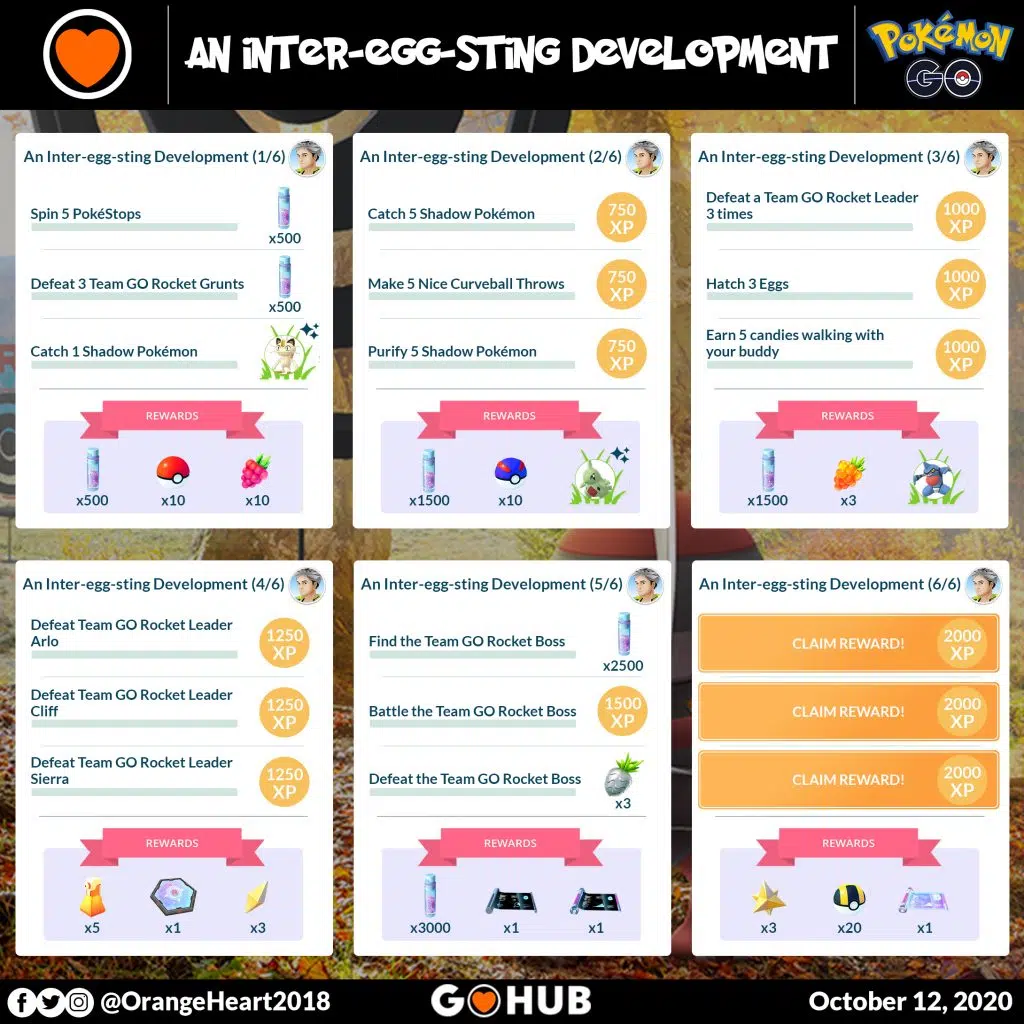 AN INTER-EGG-STING DEVELOPMENT
POKéMON
GO
An Inter-egg-sting Development (1/6)
Spin 5 PokéStops
x500
Defeat 3 Team GO Rocket Grunts
x500
Catch 1 Shadow Pokémon
REWARDS
x500
x10
x10
An Inter-egg-sting Development (2/6)
Catch 5 Shadow Pokémon
750
XP
Make 5 Nice Curveball Throws
750
XP
Purify 5 Shadow Pokémon
750
XP
REWARDS
x1500
x10
An Inter-egg-sting Development (3/6)
Defeat a Team GO Rocket Leader
3 times
1000
XP
Hatch 3 Eggs
1000
XP
Earn 5 candies walking with
your buddy
1000
XP
REWARDS
x1500
x3
An Inter-egg-sting Development (4/6)
Defeat Team GO Rocket Leader
Arlo
1250
XP
Defeat Team GO Rocket Leader
Cliff
1250
XP
Defeat Team GO Rocket Leader
Sierra
1250
XP
REWARDS
x5
x1
x3
An Inter-egg-sting Development (5/6)
Find the Team GO Rocket Boss
x2500
Battle the Team GO Rocket Boss
1500
XP
Defeat the Team GO Rocket Boss
x3
REWARDS
x3000
x1
x1
An Inter-egg-sting Development (6/6)
CLAIM REWARD!
2000
XP
CLAIM REWARD!
2000
XP
CLAIM REWARD!
2000
XP
REWARDS
x3
x20
x1
@OrangeHeart2018
GO HUB
October 12, 2020